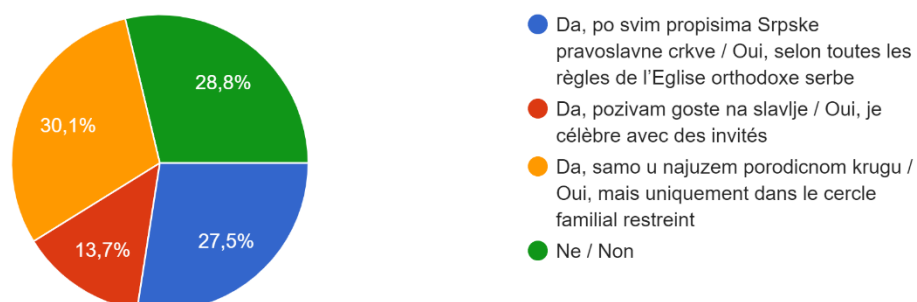 28,8%
30,1%
13,7%
27,5%
Da, po svim propisima Srpske
pravoslavne crkve / Oui, selon toutes les
règles de l'Eglise orthodoxe serbe
Da, pozivam goste na slavlje / Oui, je
célèbre avec des invités
Da, samo u najuzem porodicnom krugu /
Oui, mais uniquement dans le cercle
familial restreint
Ne / Non